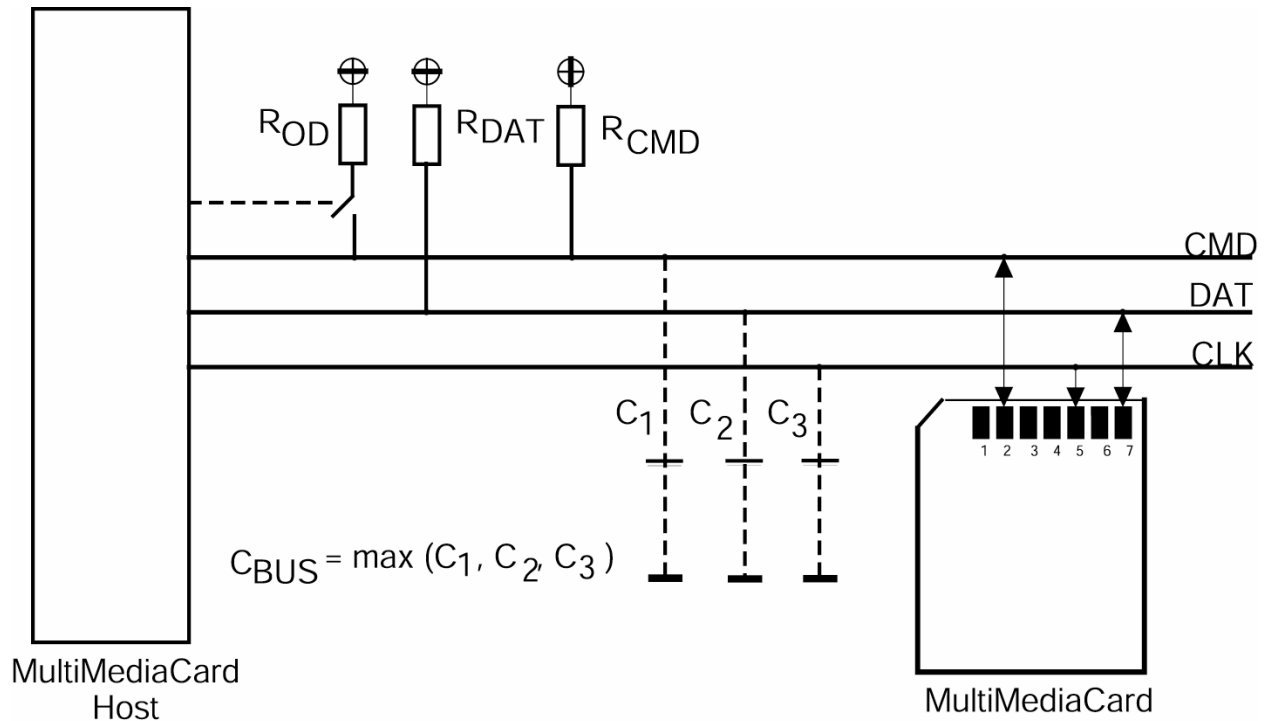 ROD
RDAT
RCMD
CMD
DAT
CLK
C1
C2
C3
1 2 3 4 5 6 7
CBUS = max (C1, C2, C3 )
MultiMediaCard
Host
MultiMediaCard